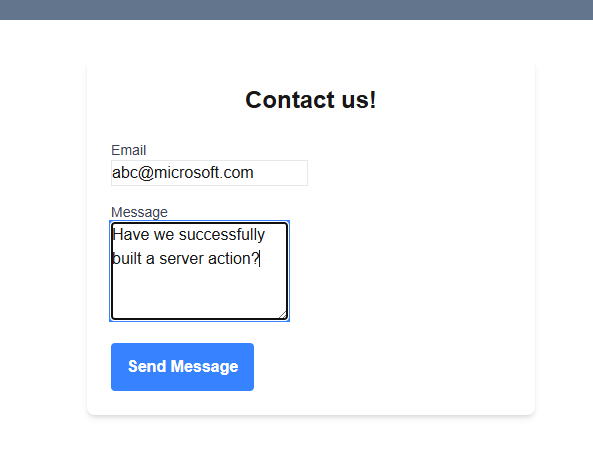 Contact us!
Email
abc@microsoft.com
Message
Have we successfully
built a server action?
Send Message